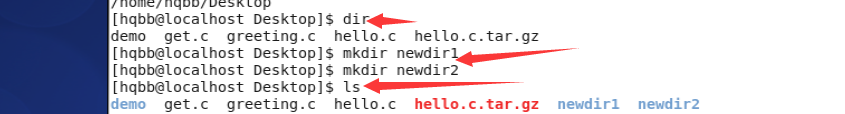 /home/hqbb/Desktop
[hqbb@localhost Desktop]$ dir
demo  get.c  greeting.c  hello.c  hello.c.tar.gz
[hqbb@localhost Desktop]$ mkdir newdir1
[hqbb@localhost Desktop]$ mkdir newdir2
[hqbb@localhost Desktop]$ ls
demo  get.c  greeting.c  hello.c  hello.c.tar.gz  newdir1  newdir2